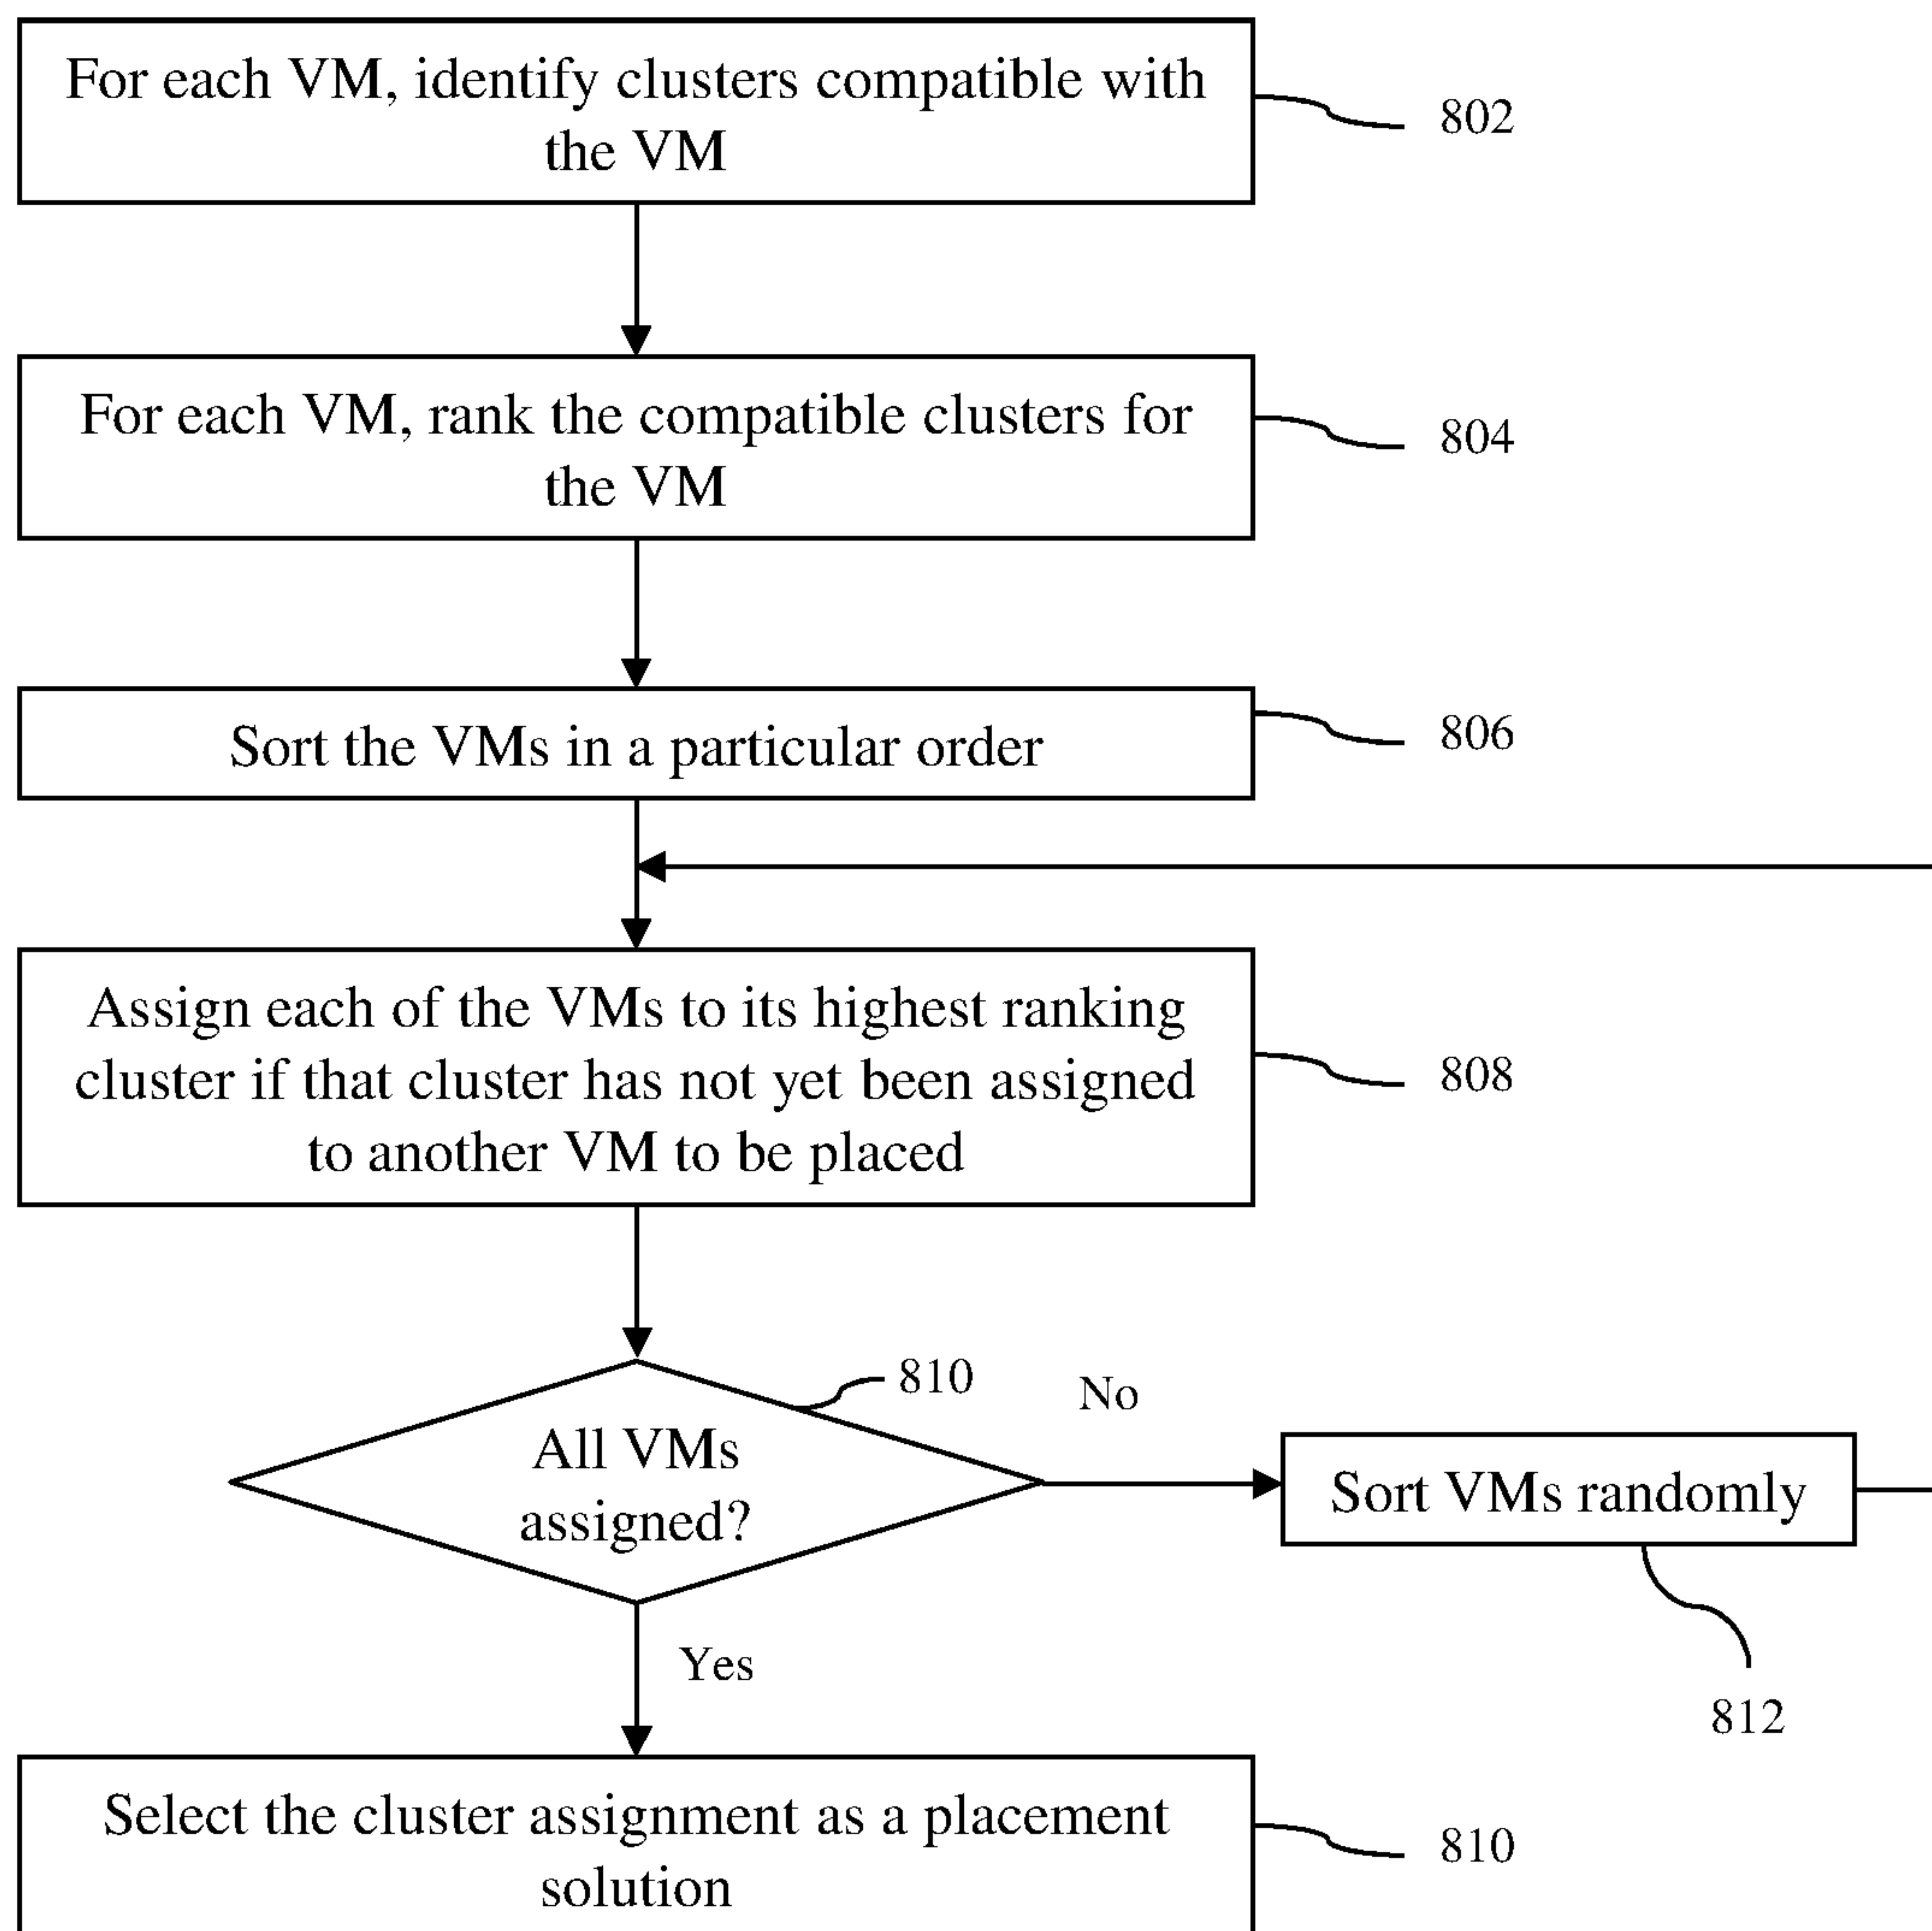 For each VM, identify clusters compatible with
the VM
802
For each VM, rank the compatible clusters for
the VM
804
Sort the VMs in a particular order
806
Assign each of the VMs to its highest ranking
cluster if that cluster has not yet been assigned
to another VM to be placed
808
810
No
All VMs
assigned?
Sort VMs randomly
812
Yes
Select the cluster assignment as a placement
solution
810